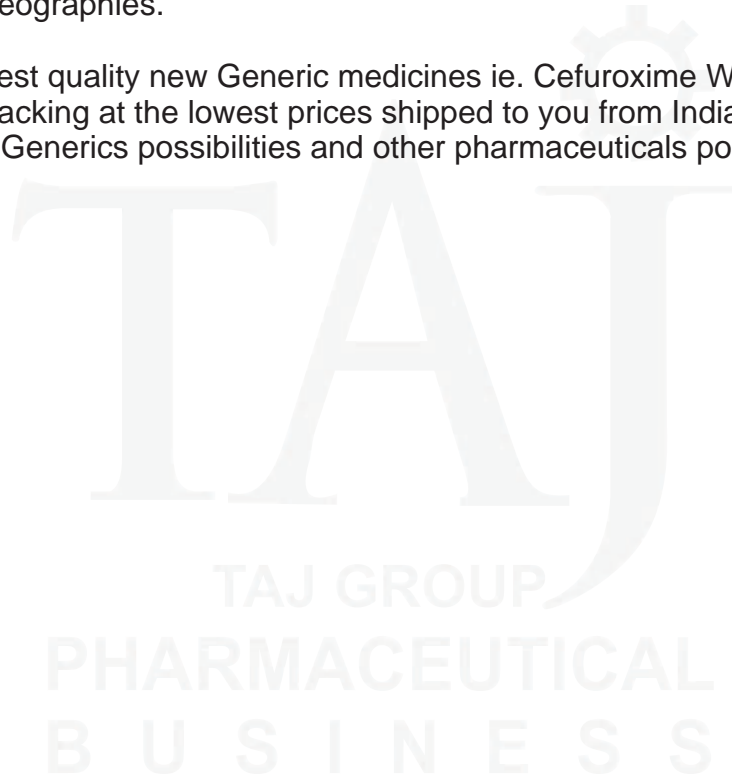 eographies.
est quality new Generic medicines ie. Cefuroxime W
acking at the lowest prices shipped to you from India
Generics possibilities and other pharmaceuticals po
TAJ
TAJ GROUP
PHARMACEUTICAL
BUSINESS